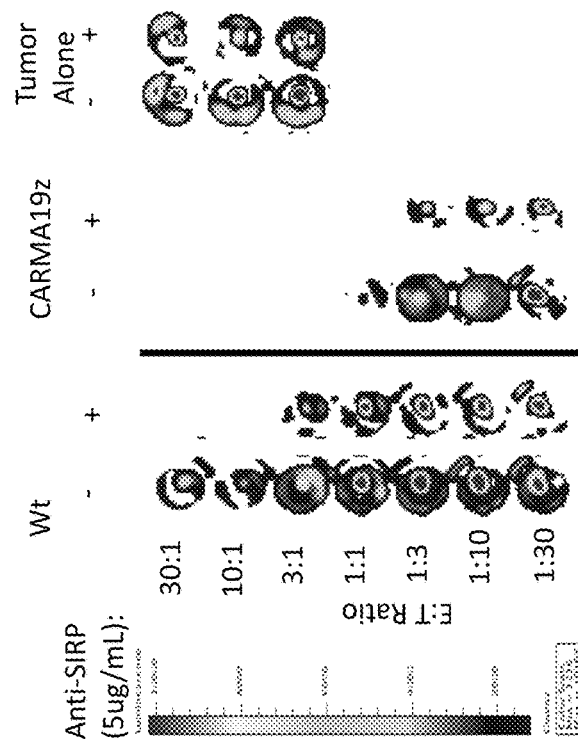 Wt CARMA19z Tumor
Alone
Anti-SIRP
(5ug/mL): - + - + - +
30:1
10:1
3:1
1:1
1:3
1:10
1:30
E:T Ratio